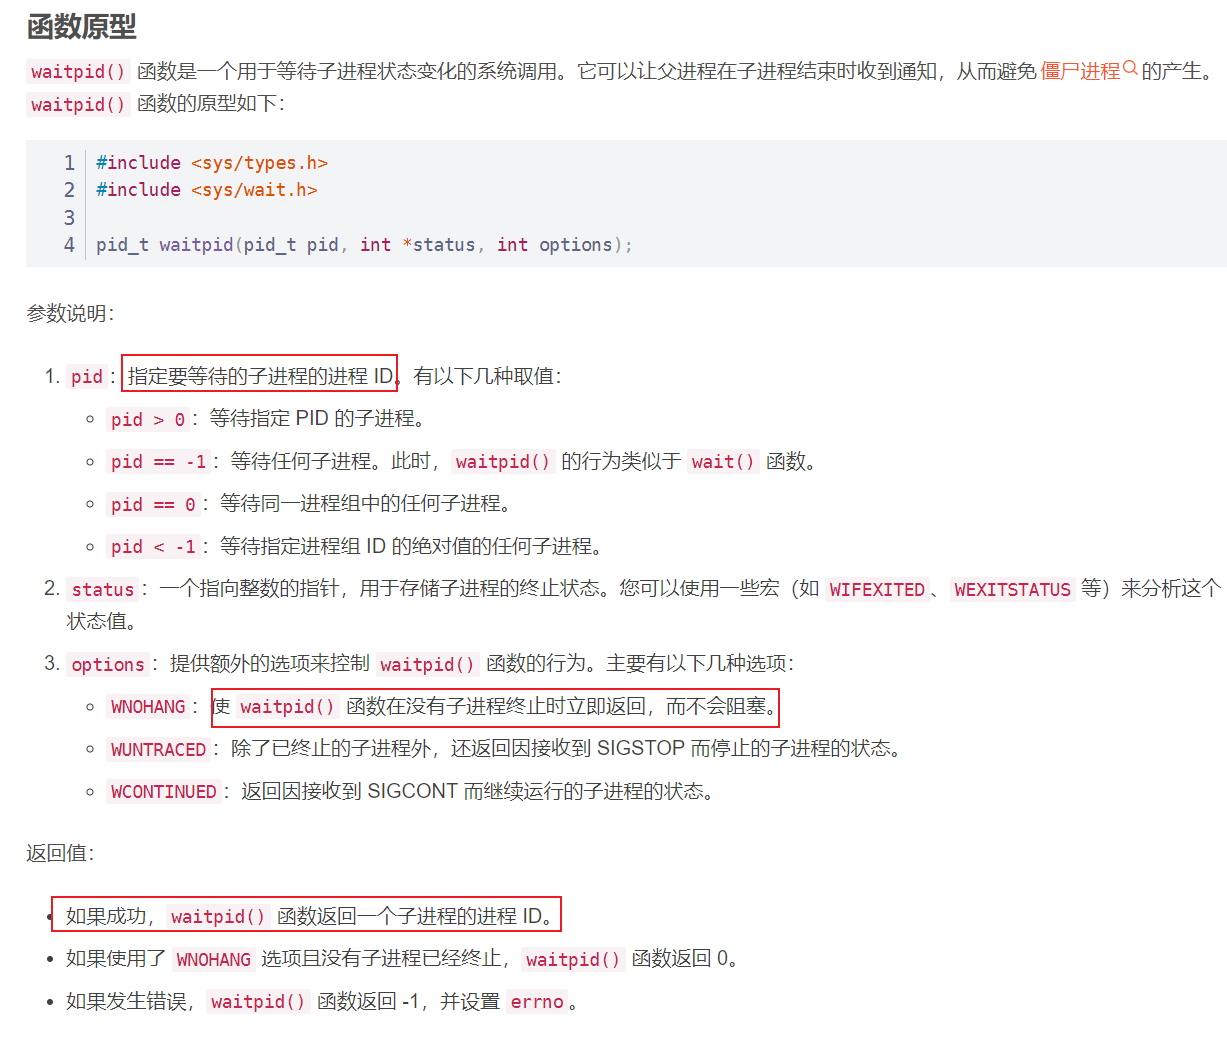 函数原型
waitpid() 函数是一个用于等待子进程状态变化的系统调用。它可以让父进程在子进程结束时收到通知，从而避免僵尸进程的产生。
waitpid() 函数的原型如下：
1 #include <sys/types.h>
2 #include <sys/wait.h>
3
4 pid_t waitpid(pid_t pid, int *status, int options);
参数说明：
1. pid：指定要等待的子进程的进程 ID。有以下几种取值：
◦ pid > 0：等待指定 PID 的子进程。
◦ pid == -1：等待任何子进程。此时，waitpid() 的行为类似于 wait() 函数。
◦ pid == 0：等待同一进程组中的任何子进程。
◦ pid < -1：等待指定进程组 ID 的绝对值的任何子进程。
2. status：一个指向整数的指针，用于存储子进程的终止状态。您可以使用一些宏（如 WIFEXITED、WEXITSTATUS 等）来分析这个
状态值。
3. options：提供额外的选项来控制 waitpid() 函数的行为。主要有以下几种选项：
◦ WNOHANG：使 waitpid() 函数在没有子进程终止时立即返回，而不会阻塞。
◦ WUNTRACED：除了已终止的子进程外，还返回因接收到 SIGSTOP 而停止的子进程的状态。
◦ WCONTINUED：返回因接收到 SIGCONT 而继续运行的子进程的状态。
返回值：
• 如果成功，waitpid() 函数返回一个子进程的进程 ID。
• 如果使用了 WNOHANG 选项且没有子进程已经终止，waitpid() 函数返回 0。
• 如果发生错误，waitpid() 函数返回 -1，并设置 errno。